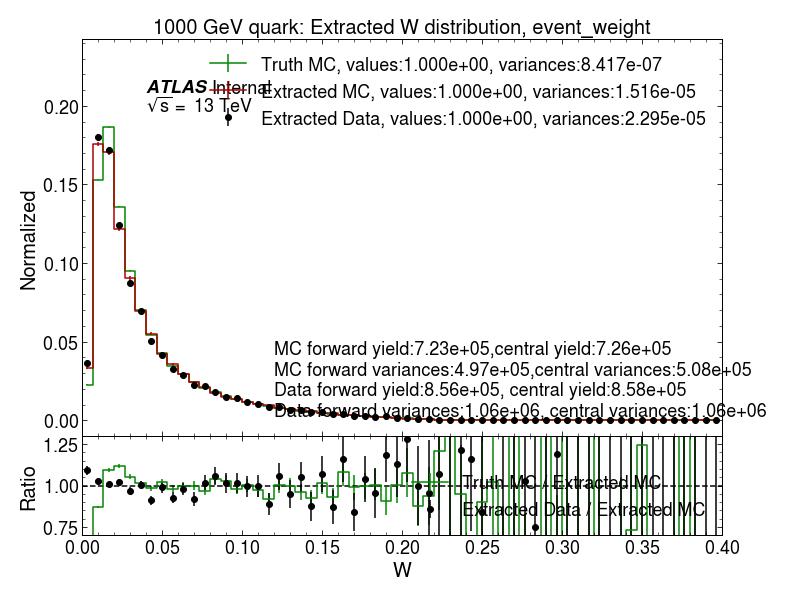 1000 GeV quark: Extracted W distribution, event_weight
Truth MC, values:1.000e+00, variances:8.417e-07
ATLAS Internal
Extracted MC, values:1.000e+00, variances:1.516e-05
√s = 13 TeV
Extracted Data, values:1.000e+00, variances:2.295e-05
Normalized
0.20
0.15
0.10
0.05
0.00
MC forward yield:7.23e+05,central yield:7.26e+05
MC forward variances:4.97e+05,central variances:5.08e+05
Data forward yield:8.56e+05, central yield:8.58e+05
Data forward variances:1.06e+06, central variances:1.06e+06
Ratio
1.25
1.00
0.75
Truth MC / Extracted MC
Extracted Data / Extracted MC
0.00 0.05 0.10 0.15 0.20 0.25 0.30 0.35 0.40
W